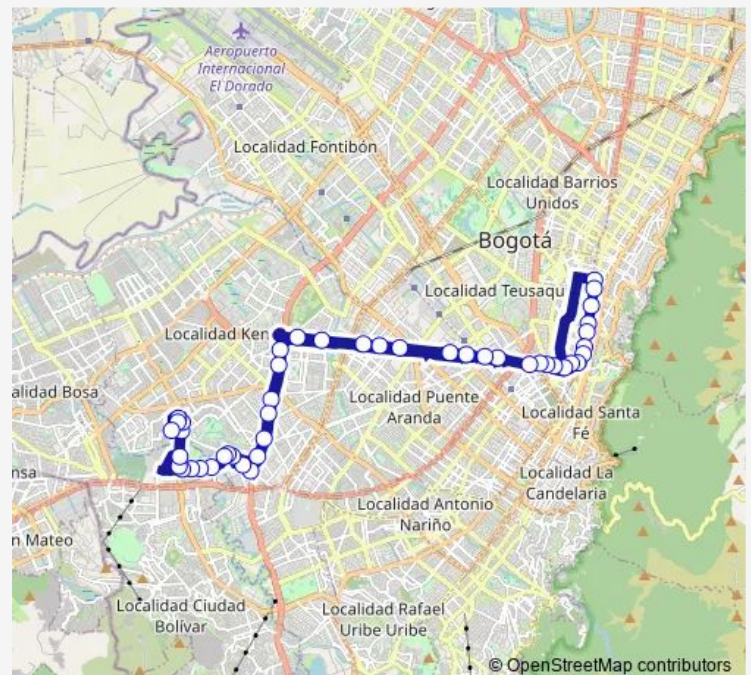 Aeropuerto
Internacional
El Dorado
Localidad Fontibón
Localidad Barrios
Unidos
Bogotá
Localidad Teusaqu
Localidad Ken
alidad Bosa
Localidad Puente
Aranda
Localidad Santa
Fé
nsa
Localidad La
Candelaria
Localidad Antonio
Nariño
n Mateo
Localidad Ciudad
Bolívar
Localidad Rafael
Uribe Uribe
© OpenStreetMap contributors